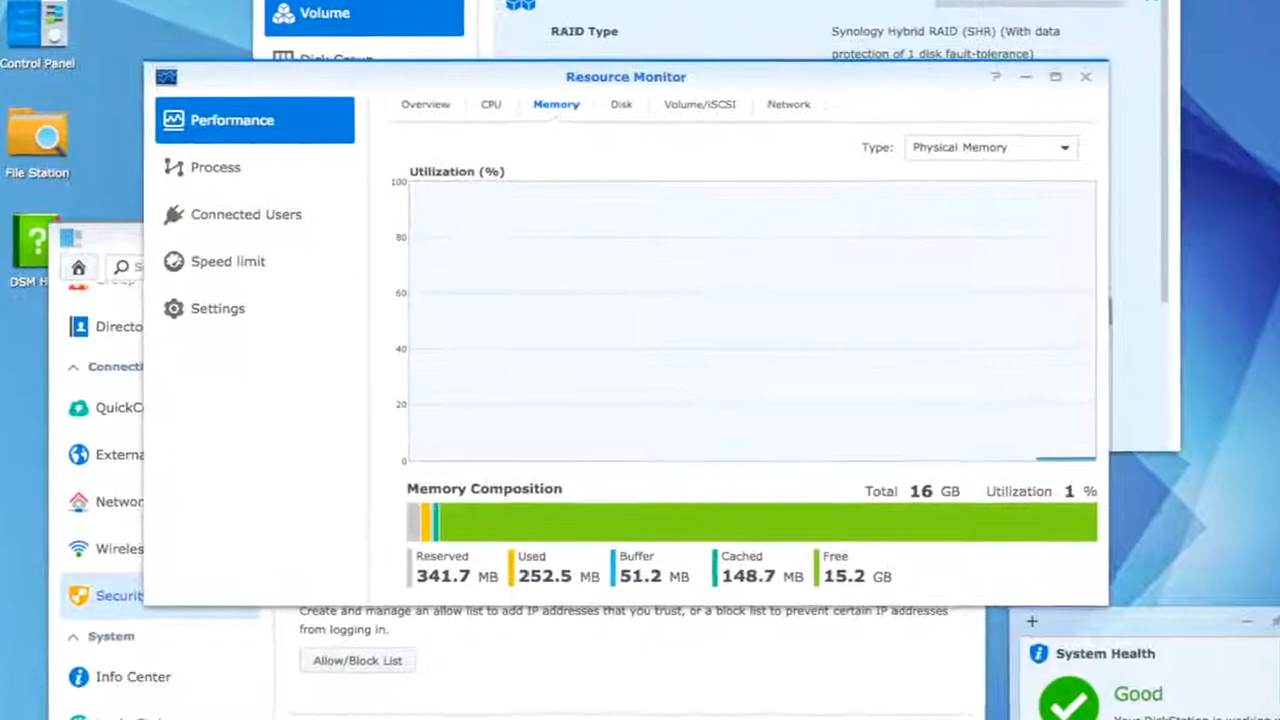 Control Panel
File Station
DSM H
Volume
RAID Type
Synology Hybrid RAID (SHR) (With data
protection of 1 disk fault-tolerance)
Resource Monitor
Performance
Process
Connected Users
Speed limit
Settings
Overview CPU Memory Disk Volume/iSCSI Network
Type: Physical Memory
Utilization (%)
100
80
60
40
20
0
Memory Composition
Total 16 GB Utilization 1 %
Reserved Used Buffer Cached Free
341.7 MB 252.5 MB 51.2 MB 148.7 MB 15.2 GB
Directo
Connecti
QuickC
Externa
Networ
Wireles
Securit
System
Info Center
Create and manage an allow list to add IP addresses that you trust, or a block list to prevent certain IP addresses
from logging in.
Allow/Block List
System Health
Good